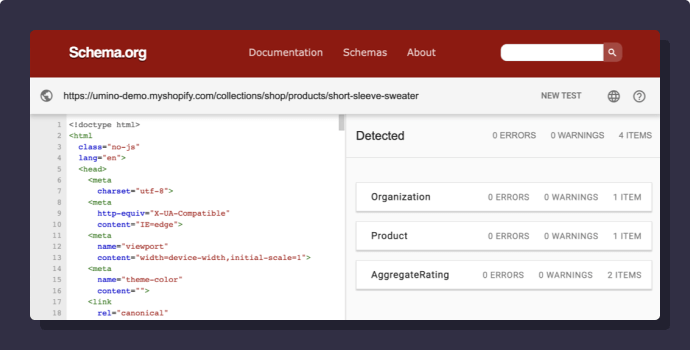 Schema.org
Documentation Schemas About
https://umino-demo.myshopify.com/collections/shop/products/short-sleeve-sweater
NEW TEST
1 <!doctype html>
2 <html
3 class="no-js"
4 lang="en">
5 <head>
6 <meta
7 charset="utf-8">
8 <meta
9 http-equiv="X-UA-Compatible"
10 content="IE=edge">
11 <meta
12 name="viewport"
13 content="width=device-width,initial-scale=1">
14 <meta
15 name="theme-color"
16 content="">
17 <link
18 rel="canonical"
Detected 0 ERRORS 0 WARNINGS 4 ITEMS
Organization 0 ERRORS 0 WARNINGS 1 ITEM
Product 0 ERRORS 0 WARNINGS 1 ITEM
AggregateRating 0 ERRORS 0 WARNINGS 2 ITEMS